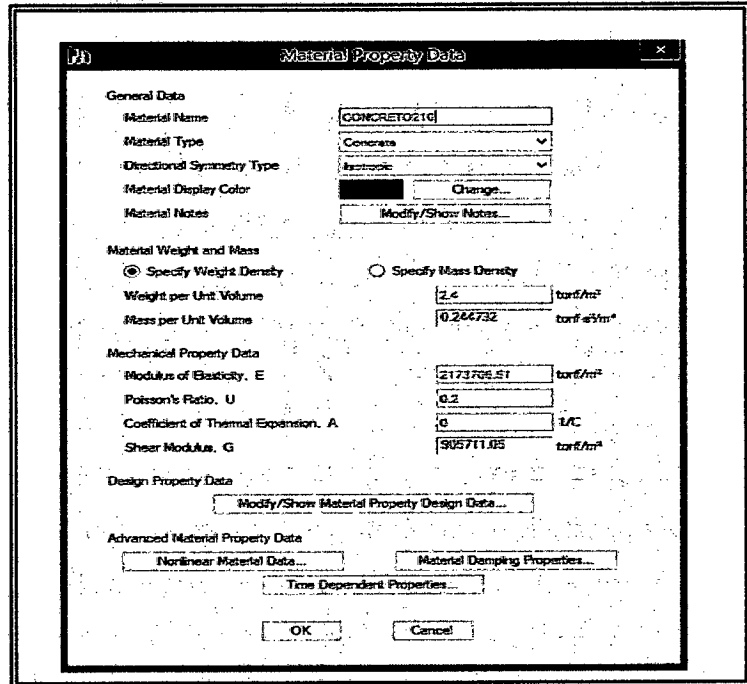 Material Property Data
General Data
Material Name CONCRETO210
Material Type Concrete
Directional Symmetry Type Isotropic
Material Display Color Change...
Material Notes Modify/Show Notes...
Material Weight and Mass
Specify Weight Density Specify Mass Density
Weight per Unit Volume 2.4 tonf/m³
Mass per Unit Volume 0.244732 tonf-s²/m⁴
Mechanical Property Data
Modulus of Elasticity, E 2173706.51 tonf/m²
Poisson's Ratio, U 0.2
Coefficient of Thermal Expansion, A 0 1/C
Shear Modulus, G 905711.05 tonf/m²
Design Property Data
Modify/Show Material Property Design Data...
Advanced Material Property Data
Nonlinear Material Data... Material Damping Properties...
Time Dependent Properties...
OK Cancel